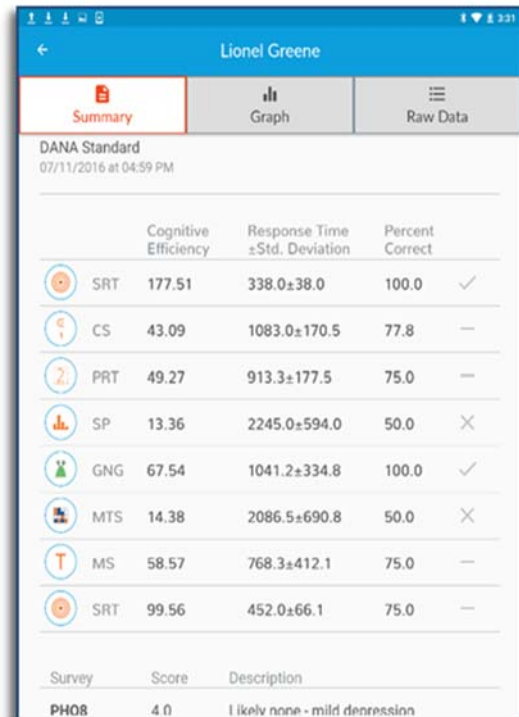 3:31
Lionel Greene
Summary Graph Raw Data
DANA Standard
07/11/2016 at 04:59 PM
Cognitive Response Time Percent
Efficiency ±Std. Deviation Correct
SRT 177.51 338.0±38.0 100.0
CS 43.09 1083.0±170.5 77.8
PRT 49.27 913.3±177.5 75.0
SP 13.36 2245.0±594.0 50.0
GNG 67.54 1041.2±334.8 100.0
MTS 14.38 2086.5±690.8 50.0
T MS 58.57 768.3±412.1 75.0
SRT 99.56 452.0±66.1 75.0
Survey Score Description
PHQ8 4.0 Likely none - mild depression